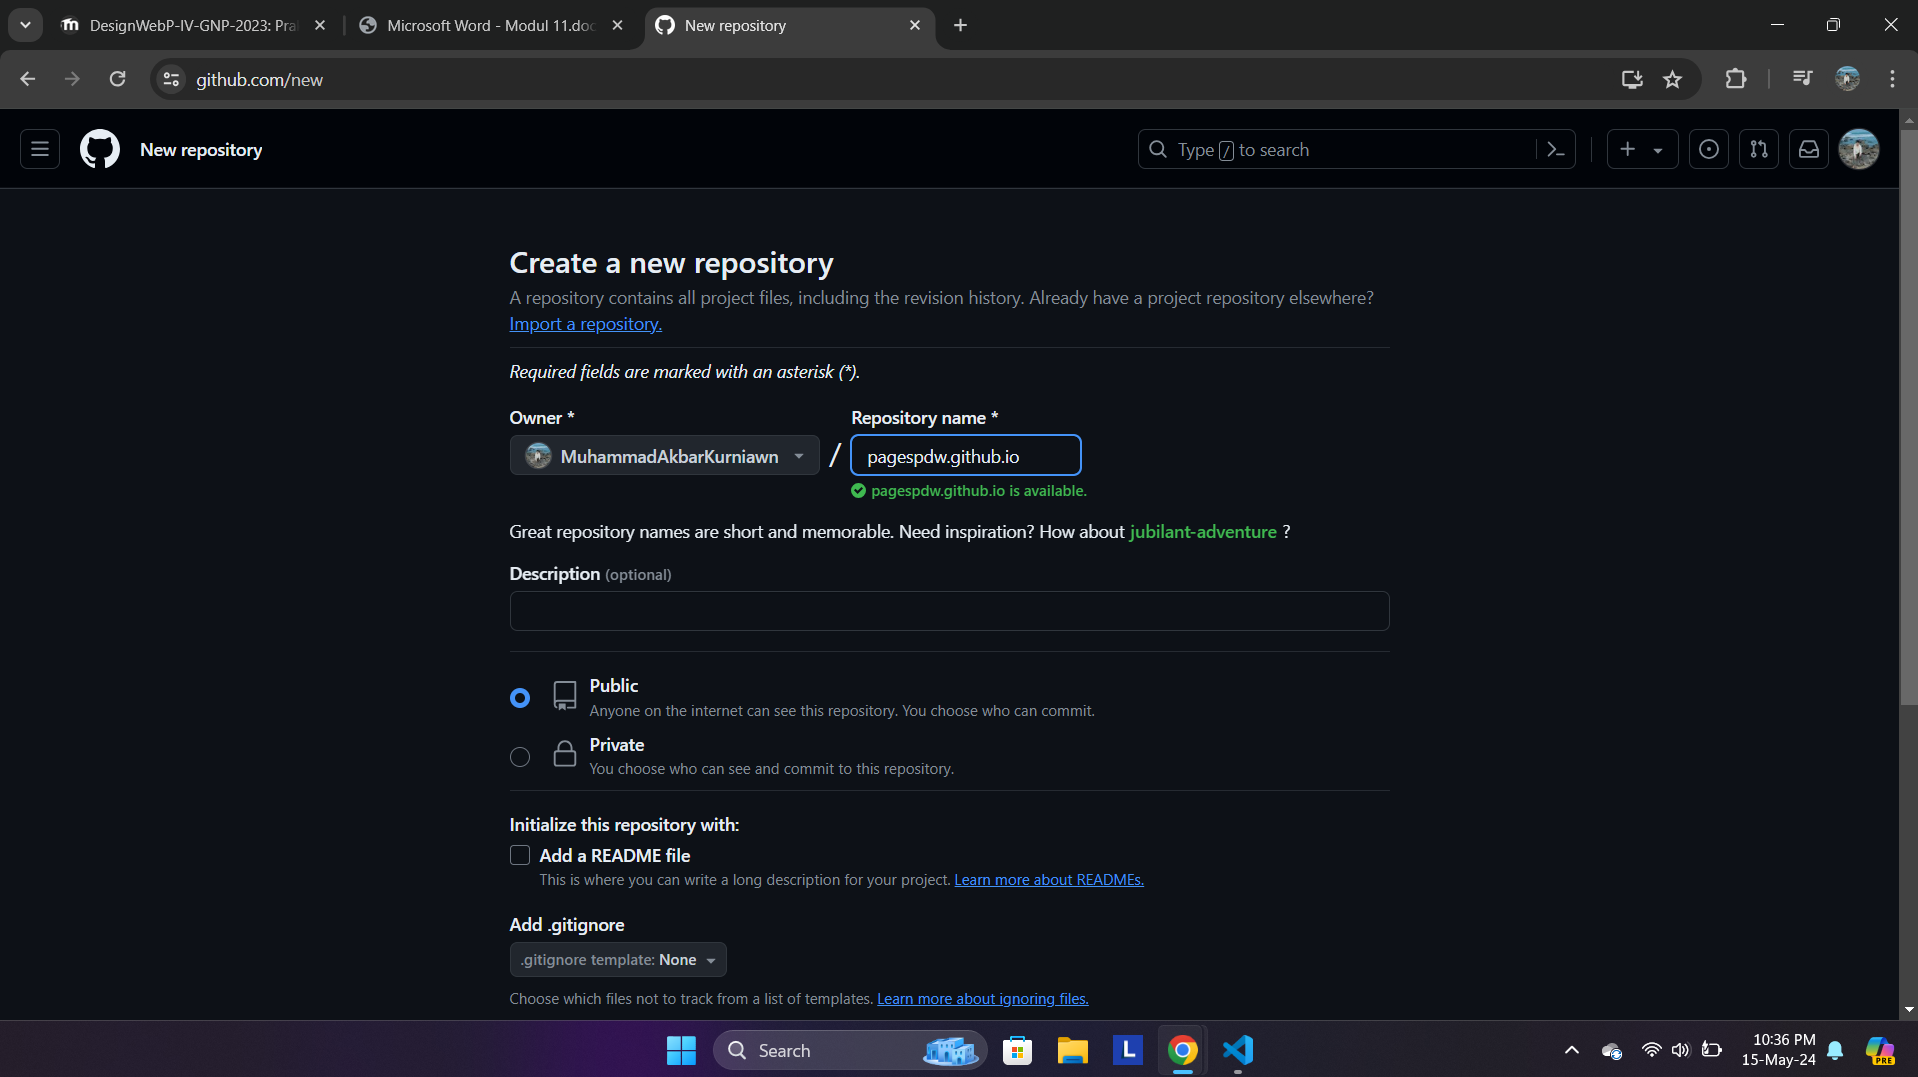 DesignWebP-IV-GNP-2023: Pra
Microsoft Word - Modul 11.doc
New repository
github.com/new
New repository
Type / to search
Create a new repository
A repository contains all project files, including the revision history. Already have a project repository elsewhere?
Import a repository.
Required fields are marked with an asterisk (*).
Owner *
Repository name *
MuhammadAkbarKurniawn
/
pagespdw.github.io
pagespdw.github.io is available.
Great repository names are short and memorable. Need inspiration? How about jubilant-adventure ?
Description (optional)
Public
Anyone on the internet can see this repository. You choose who can commit.
Private
You choose who can see and commit to this repository.
Initialize this repository with:
Add a README file
This is where you can write a long description for your project. Learn more about READMEs.
Add .gitignore
.gitignore template: None
Choose which files not to track from a list of templates. Learn more about ignoring files.
Search
L
10:36 PM
15-May-24
PRE